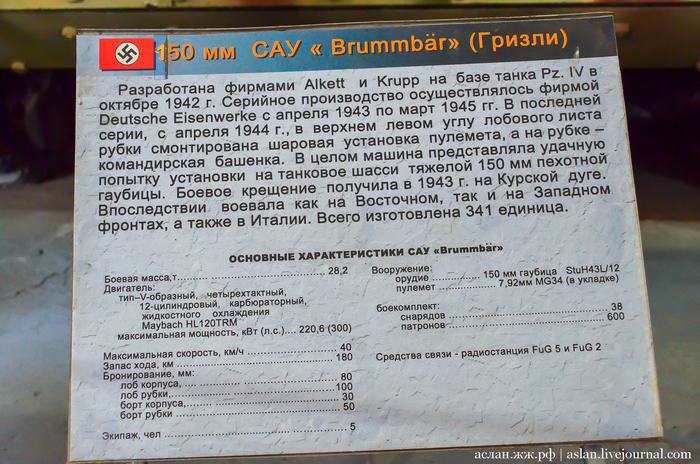 150 мм САУ « Brummbär» (Гризли)
Разработана фирмами Alkett и Krupp на базе танка Pz. IV в
октябре 1942 г. Серийное производство осуществлялось фирмой
Deutsche Eisenwerke с апреля 1943 по март 1945 гг. В последней
серии, с апреля 1944 г., в верхнем левом углу лобового листа
рубки смонтирована шаровая установка пулемета, а на рубке –
командирская башенка. В целом машина представляла удачную
попытку установки на танковое шасси тяжелой 150 мм пехотной
гаубицы. Боевое крещение получила в 1943 г. на Курской дуге.
Впоследствии воевала как на Восточном, так и на Западном
фронтах, а также в Италии. Всего изготовлена 341 единица.
ОСНОВНЫЕ ХАРАКТЕРИСТИКИ САУ «Brummbär»
Боевая масса,т........................................ 28,2
Двигатель:
тип–V-образный, четырехтактный,
12-цилиндровый, карбюраторный,
жидкостного охлаждения
Maybach HL120TRM
максимальная мощность, кВт (л.с.).... 220,6 (300)
Максимальная скорость, км/ч ........................ 40
Запас хода, км ........................................ 180
Бронирование, мм:
лоб корпуса, ........................................ 80
лоб рубки,........................................ 100
борт корпуса,........................................ 30
борт рубки ........................................ 50
Экипаж, чел ........................................ 5
Вооружение:
орудие .................. 150 мм гаубица StuH43L/12
пулемет .................. 7,92мм MG34 (в укладке)
боекомплект:
снарядов ........................................ 38
патронов ........................................ 600
Средства связи - радиостанция FuG 5 и FuG 2
аслан.жж.рф | aslan.livejournal.com